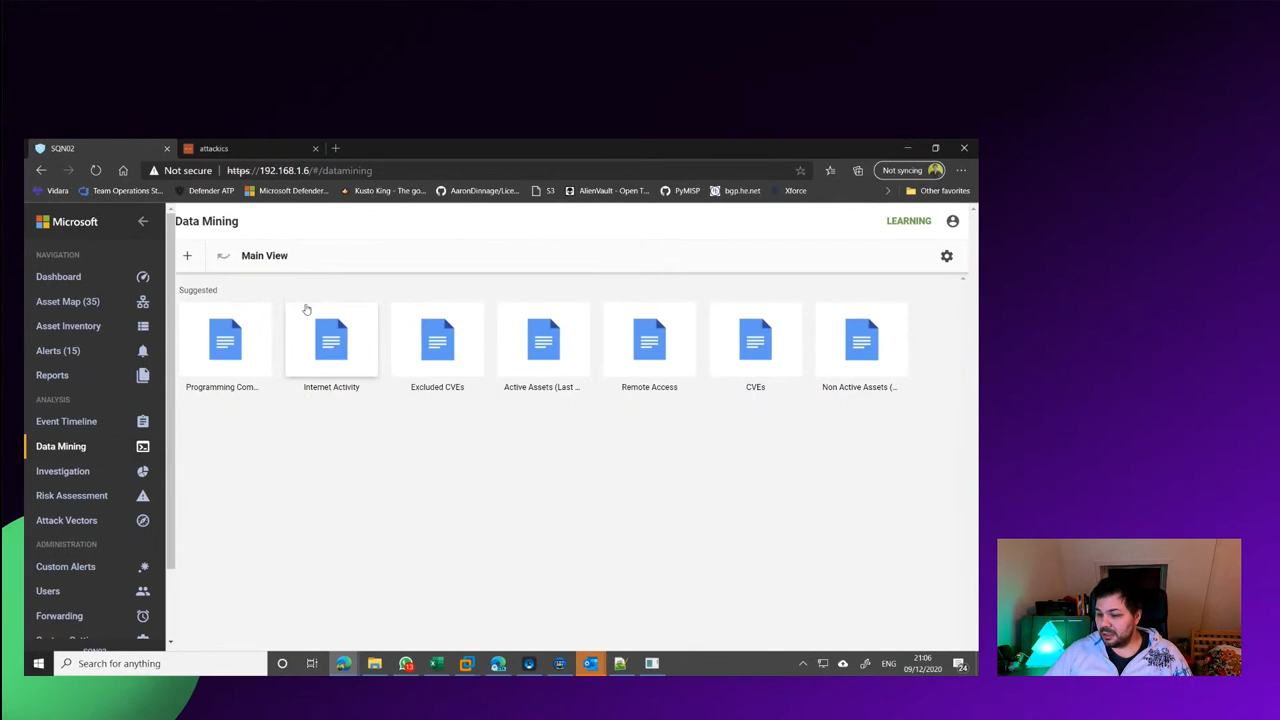 SQN02
attackics
Not secure
https://192.168.1.6/#/datamining
Not syncing
Vidara
Team Operations St...
Defender ATP
Microsoft Defender...
Kusto King - The go...
AaronDinnage/Lice...
S3
AlienVault - Open T...
PyMISP
bgp.he.net
Xforce
Other favorites
Microsoft
Data Mining
LEARNING
NAVIGATION
Main View
Dashboard
Suggested
Asset Map (35)
Asset Inventory
Alerts (15)
Reports
Programming Com...
Internet Activity
Excluded CVEs
Active Assets (Last ...
Remote Access
CVEs
Non Active Assets (...
ANALYSIS
Event Timeline
Data Mining
Investigation
Risk Assessment
Attack Vectors
ADMINISTRATION
Custom Alerts
Users
Forwarding
SQN02
Search for anything
13
ENG
21:06
09/12/2020
24